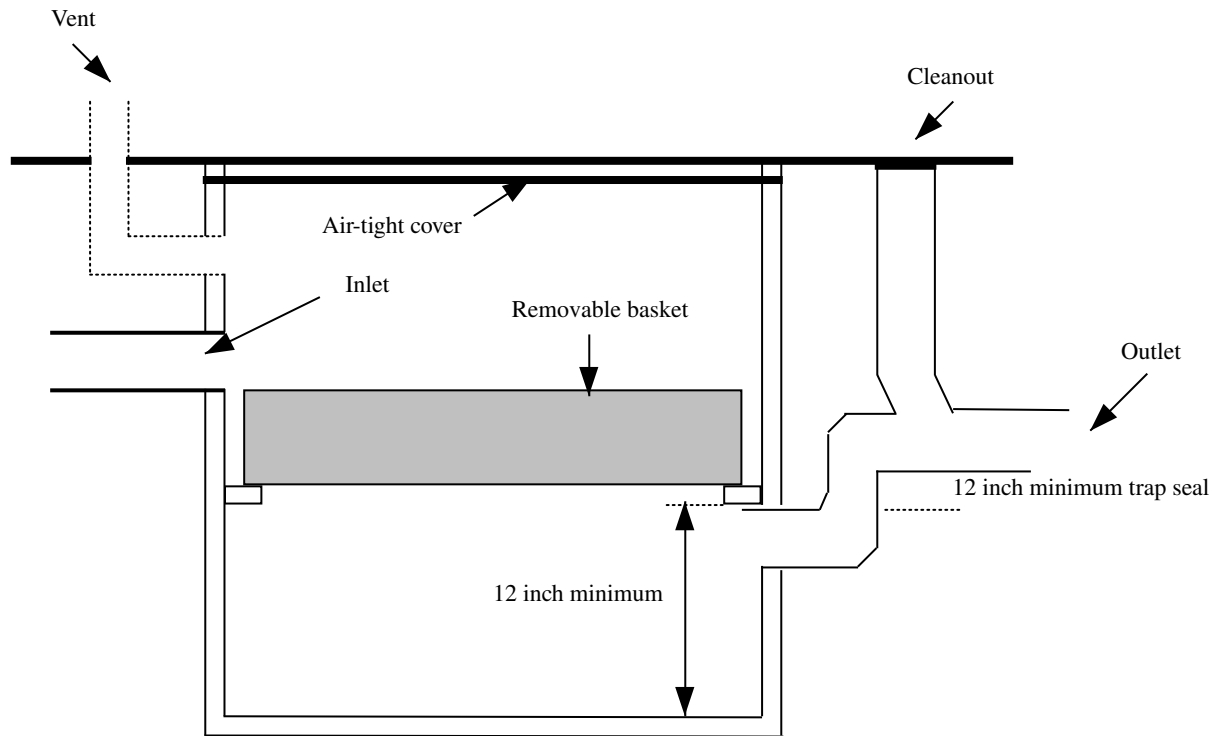 Vent
Cleanout
Air-tight cover
Inlet
Removable basket
Outlet
12 inch minimum trap seal
12 inch minimum